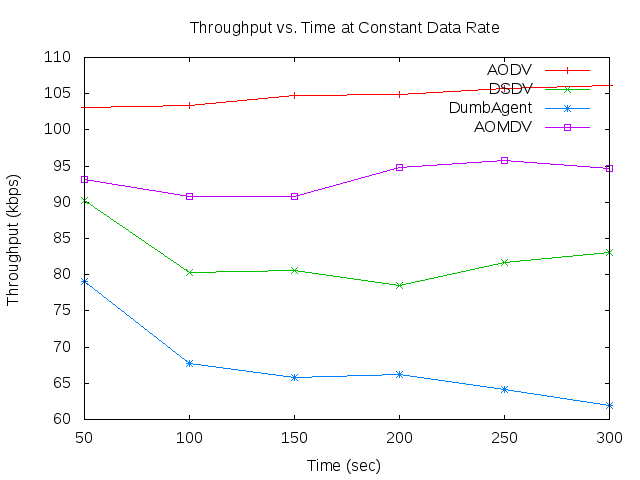 Throughput vs. Time at Constant Data Rate
110
105
100
95
90
85
80
75
70
65
60
Throughput (kbps)
AODV
DSDV
DumbAgent
AOMDV
50 100 150 200 250 300
Time (sec)